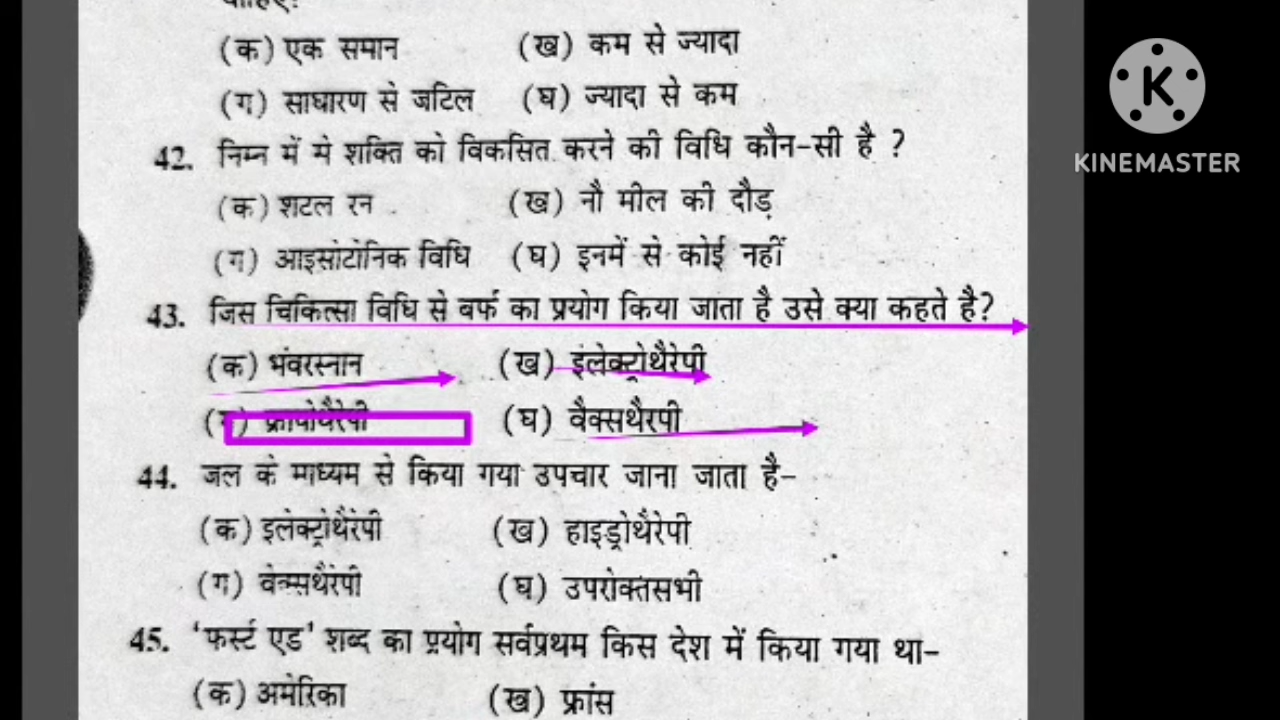 (क) एक समान (ख) कम से ज्यादा
(ग) साधारण से जटिल (घ) ज्यादा से कम
42. निम्न में मे शक्ति को विकसित करने की विधि कौन-सी है ?
(क) शटल रन (ख) नौ मील की दौड़
(ग) आइसोटोनिक विधि (घ) इनमें से कोई नहीं
43. जिस चिकित्सा विधि से बर्फ का प्रयोग किया जाता है उसे क्या कहते है?
(क) भंवरस्नान (ख) इलेक्ट्रोथैरेपी
(ग) क्रायोथैरेपी (घ) वैक्सथैरपी
44. जल के माध्यम से किया गया उपचार जाना जाता है-
(क) इलेक्ट्रोथैरेपी (ख) हाइड्रोथैरेपी
(ग) वेक्सथैरेपी (घ) उपरोक्तसभी
45. 'फर्स्ट एड' शब्द का प्रयोग सर्वप्रथम किस देश में किया गया था-
(क) अमेरिका (ख) फ्रांस
K
KINEMASTER